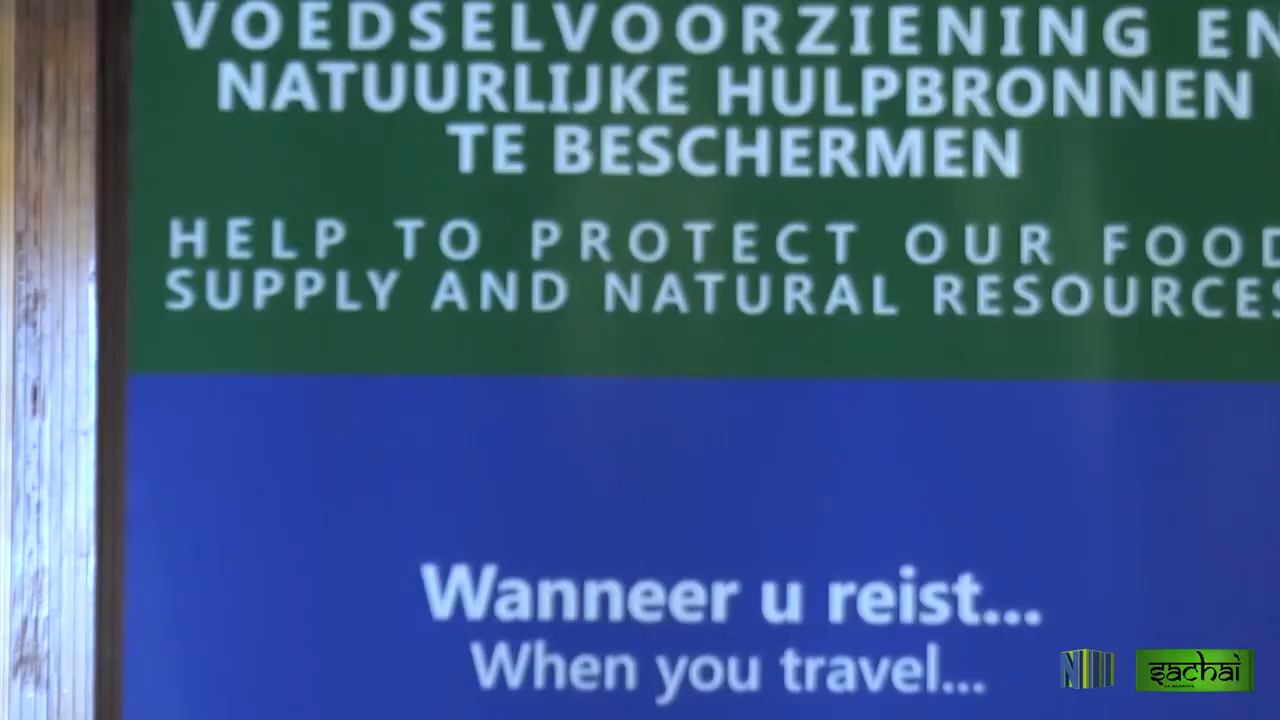 VOEDSELVOORZIENING EN
NATUURLIJKE HULPBRONNEN
TE BESCHERMEN
HELP TO PROTECT OUR FOOD
SUPPLY AND NATURAL RESOURCES
Wanneer u reist...
When you travel...
sachai